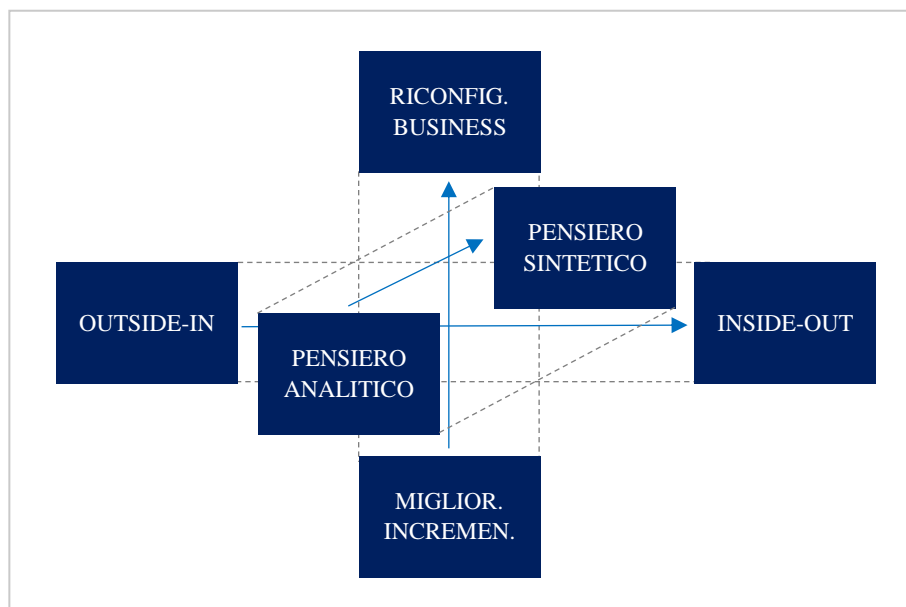 RICONFIG.
BUSINESS
PENSIERO
SINTETICO
OUTSIDE-IN
INSIDE-OUT
PENSIERO
ANALITICO
MIGLIOR.
INCREMEN.